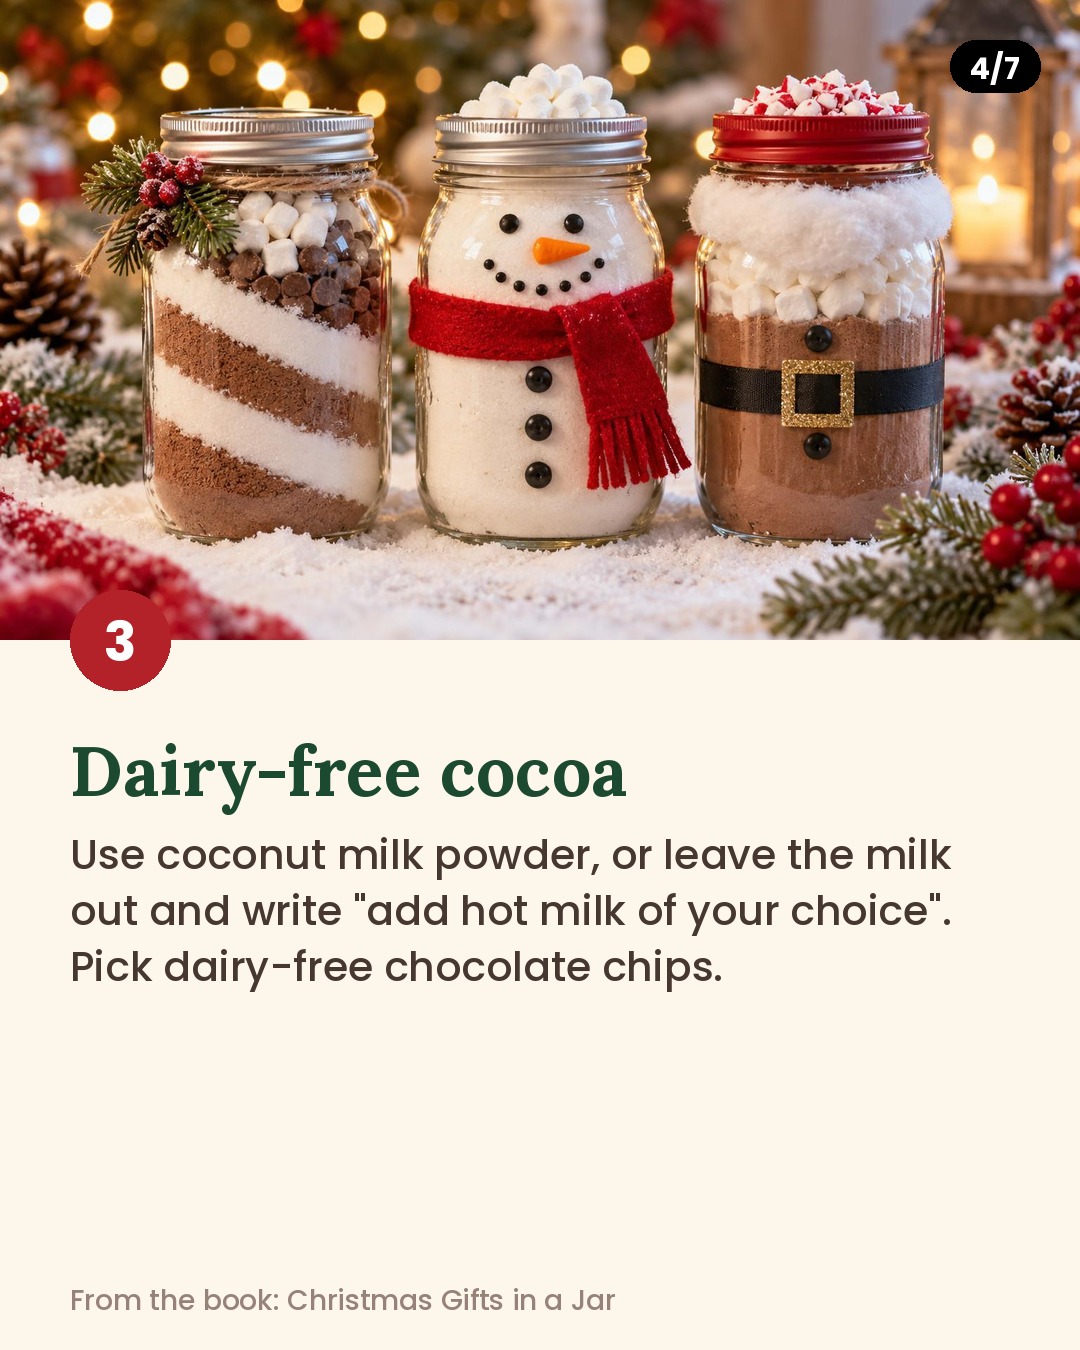 4/7
3
Dairy-free cocoa
Use coconut milk powder, or leave the milk
out and write "add hot milk of your choice".
Pick dairy-free chocolate chips.
From the book: Christmas Gifts in a Jar